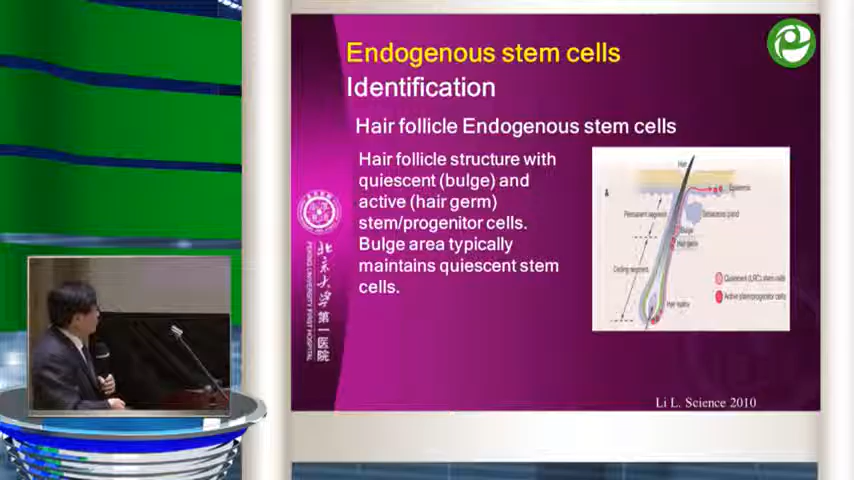 Endogenous stem cells
Identification
Hair follicle Endogenous stem cells
Hair follicle structure with
quiescent (bulge) and
active (hair germ)
stem/progenitor cells.
Bulge area typically
maintains quiescent stem
cells.
A
Hair
Epidermis
Permanent segment
Sebaceous gland
Bulge
Hair germ
Cycling segment
Quiescent (LRC) stem cells
Active stem/progenitor cells
Hair matrix
北京大学第一医院
PEKING UNIVERSITY FIRST HOSPITAL
Li L. Science 2010